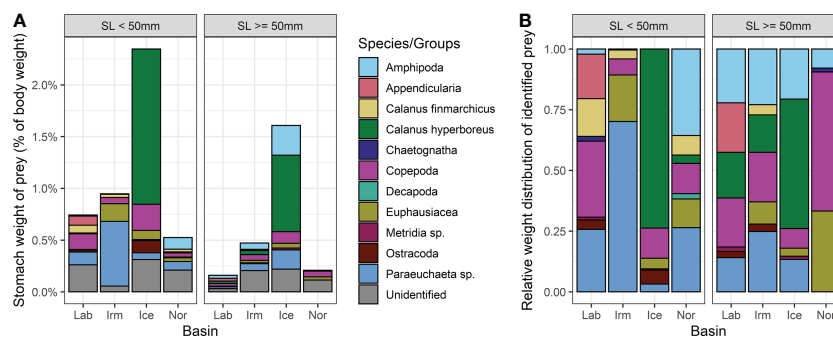 A
SL < 50mm
SL >= 50mm
Stomach weight of prey (% of body weight)
2.0%
1.5%
1.0%
0.5%
0.0%
Lab Irm Ice Nor
Lab Irm Ice Nor
Basin
Species/Groups
Amphipoda
Appendicularia
Calanus finmarchicus
Calanus hyperboreus
Chaetognatha
Copepoda
Decapoda
Euphausiacea
Metridia sp.
Ostracoda
Paraeuchaeta sp.
Unidentified
B
SL < 50mm
SL >= 50mm
Relative weight distribution of identified prey
1.00
0.75
0.50
0.25
0.00
Lab Irm Ice Nor
Lab Irm Ice Nor
Basin